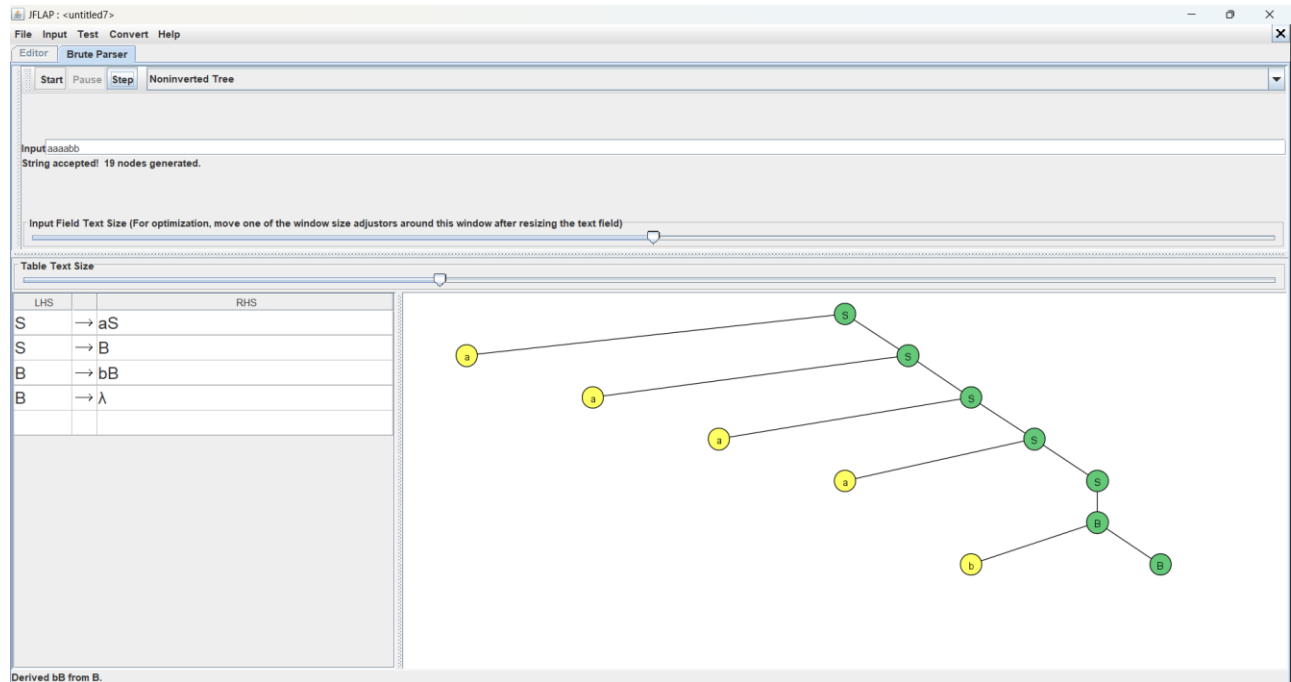 JFLAP : <untitled7>
File Input Test Convert Help
Editor Brute Parser
Start Pause Step Noninverted Tree
Input aaaabb
String accepted! 19 nodes generated.
Input Field Text Size (For optimization, move one of the window size adjustors around this window after resizing the text field)
Table Text Size
LHS RHS
S → aS
S → B
B → bB
B → λ
S
a S
a S
a S
a S
B
b B
Derived bB from B.